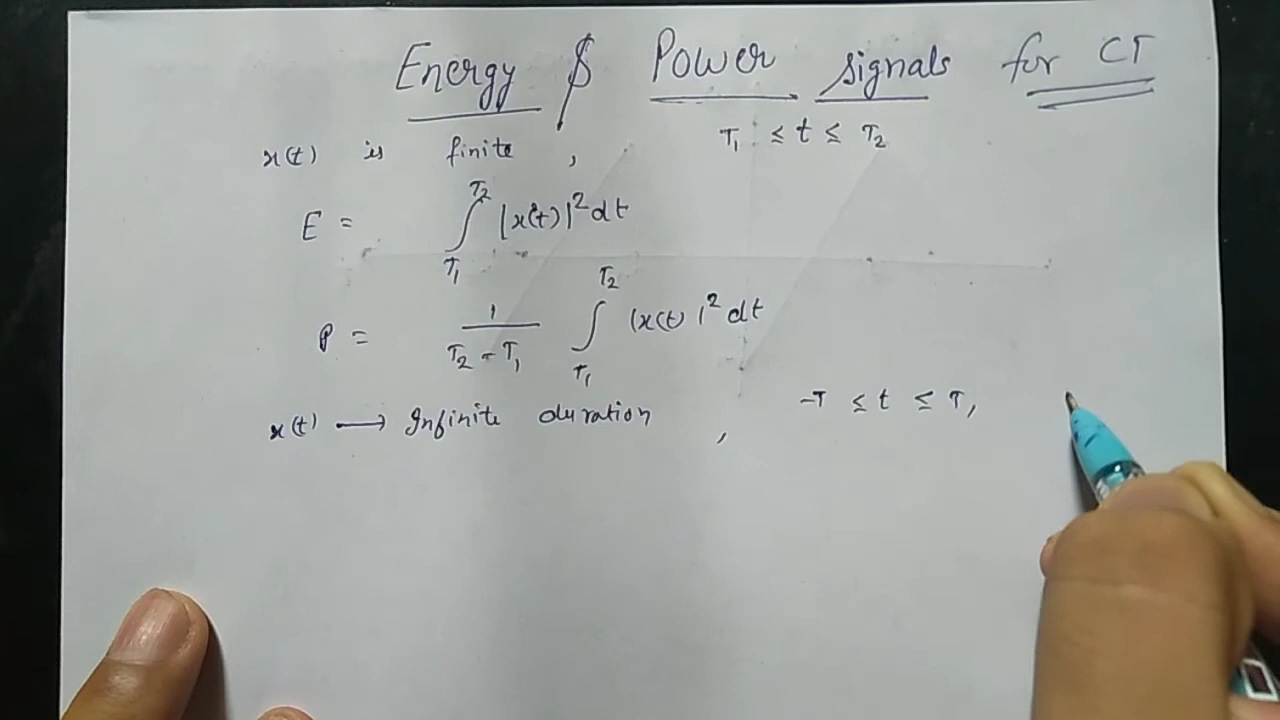 Energy & Power signals for CT
x(t) is finite , T₁ ≤ t ≤ T₂
E = ∫_{T₁}^{T₂} |x(t)|² dt
P = 1/(T₂ - T₁) ∫_{T₁}^{T₂} |x(t)|² dt
x(t) ⟶ Infinite duration , -T ≤ t ≤ T,